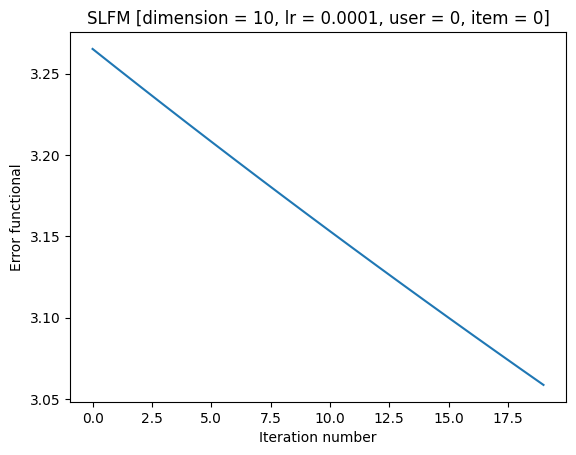 SLFM [dimension = 10, lr = 0.0001, user = 0, item = 0]
3.25
3.20
3.15
3.10
3.05
Error functional
0.0 2.5 5.0 7.5 10.0 12.5 15.0 17.5
Iteration number